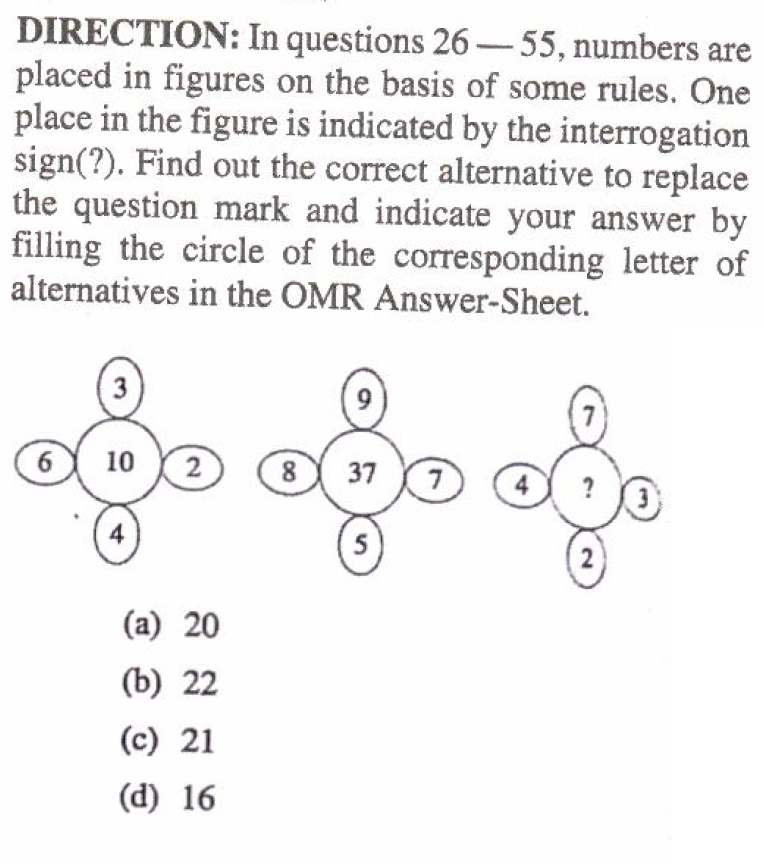 DIRECTION: In questions 26 — 55, numbers are
placed in figures on the basis of some rules. One
place in the figure is indicated by the interrogation
sign(?). Find out the correct alternative to replace
the question mark and indicate your answer by
filling the circle of the corresponding letter of
alternatives in the OMR Answer-Sheet.
3
6 10 2
4
9
8 37 7
5
7
4 ? 3
2
(a) 20
(b) 22
(c) 21
(d) 16